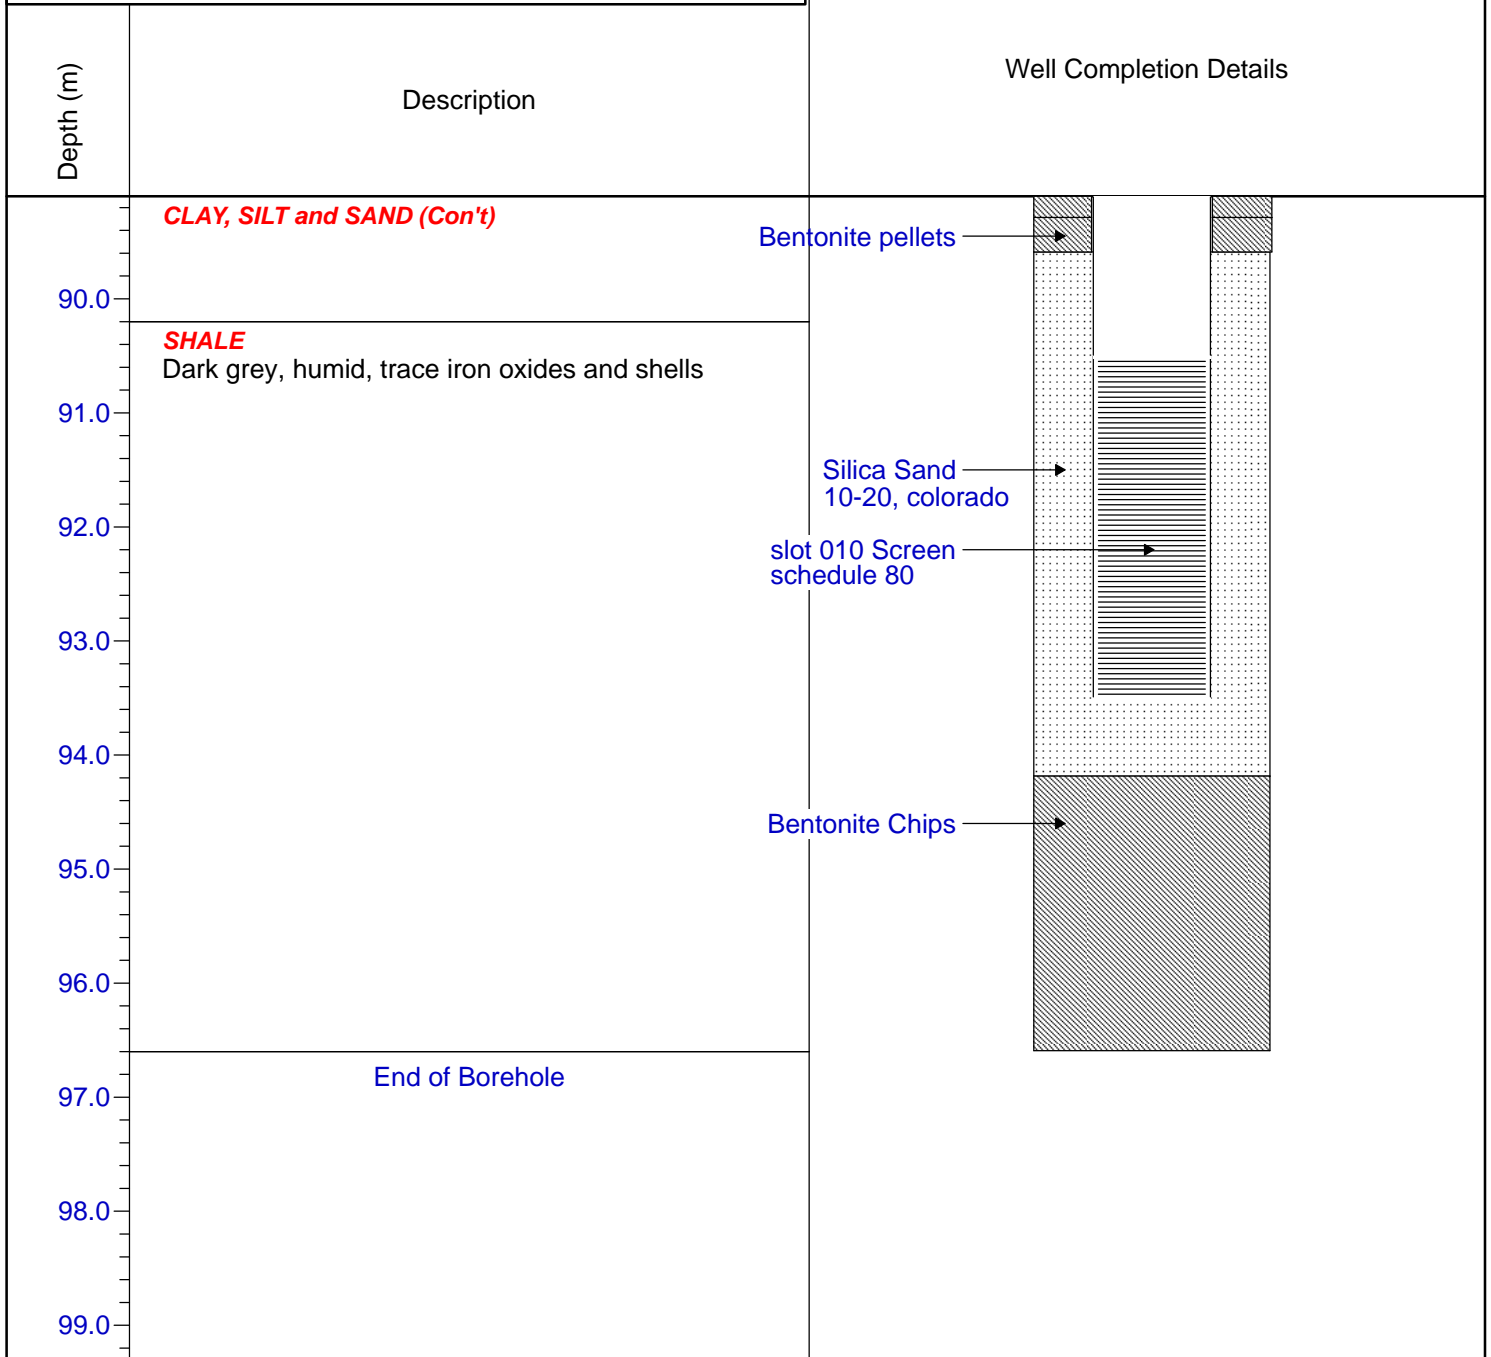 Depth (m)
Description
Well Completion Details
CLAY, SILT and SAND (Con't)
Bentonite pellets
90.0
SHALE
Dark grey, humid, trace iron oxides and shells
91.0
Silica Sand
10-20, colorado
92.0
slot 010 Screen
schedule 80
93.0
94.0
Bentonite Chips
95.0
96.0
End of Borehole
97.0
98.0
99.0